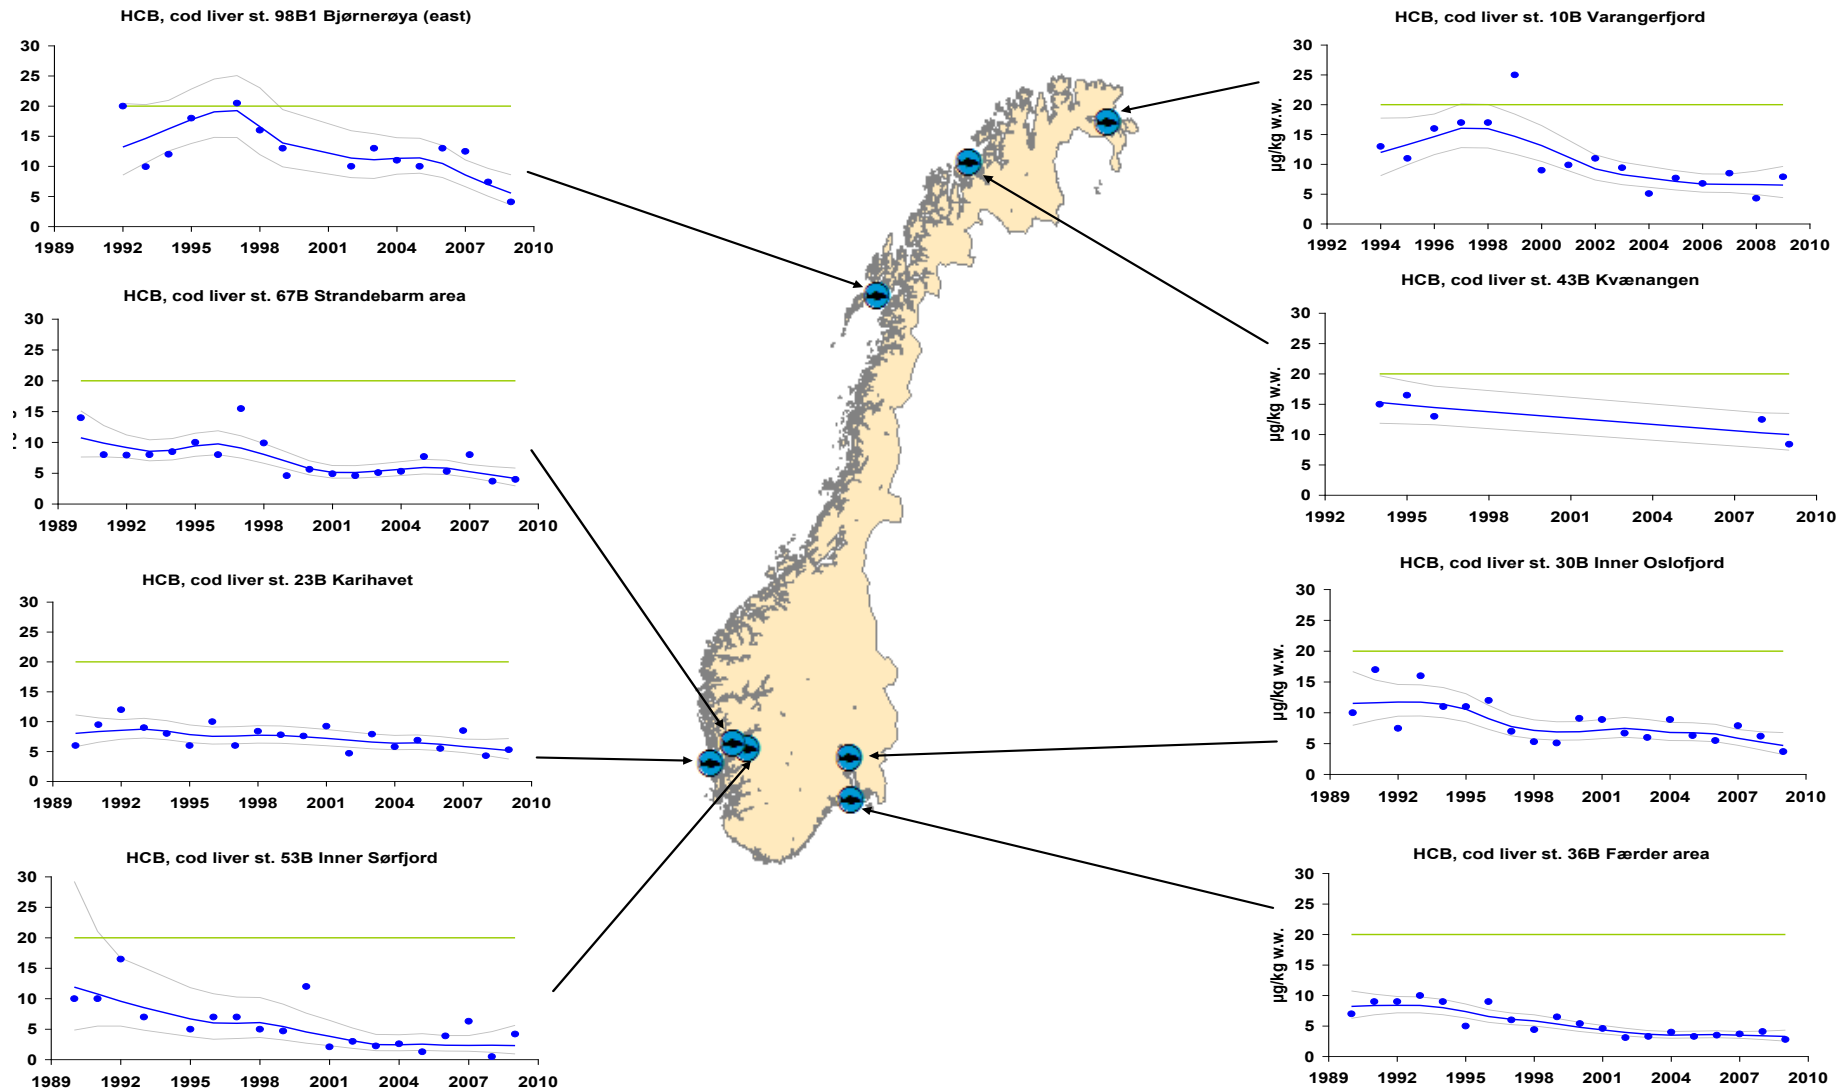 HCB, cod liver st. 98B1 Bjørnerøya (east)
30
25
20
15
10
5
0
1989 1992 1995 1998 2001 2004 2007 2010
HCB, cod liver st. 67B Strandebarm area
30
25
20
15
10
5
0
1989 1992 1995 1998 2001 2004 2007 2010
HCB, cod liver st. 23B Karihavet
30
25
20
15
10
5
0
1989 1992 1995 1998 2001 2004 2007 2010
HCB, cod liver st. 53B Inner Sørfjord
30
25
20
15
10
5
0
1989 1992 1995 1998 2001 2004 2007 2010
HCB, cod liver st. 10B Varangerfjord
µg/kg w.w.
30
25
20
15
10
5
0
1992 1994 1996 1998 2000 2002 2004 2006 2008 2010
HCB, cod liver st. 43B Kvænangen
µg/kg w.w.
30
25
20
15
10
5
0
1992 1995 1998 2001 2004 2007 2010
HCB, cod liver st. 30B Inner Oslofjord
µg/kg w.w.
30
25
20
15
10
5
0
1989 1992 1995 1998 2001 2004 2007 2010
HCB, cod liver st. 36B Færder area
µg/kg w.w.
30
25
20
15
10
5
0
1989 1992 1995 1998 2001 2004 2007 2010